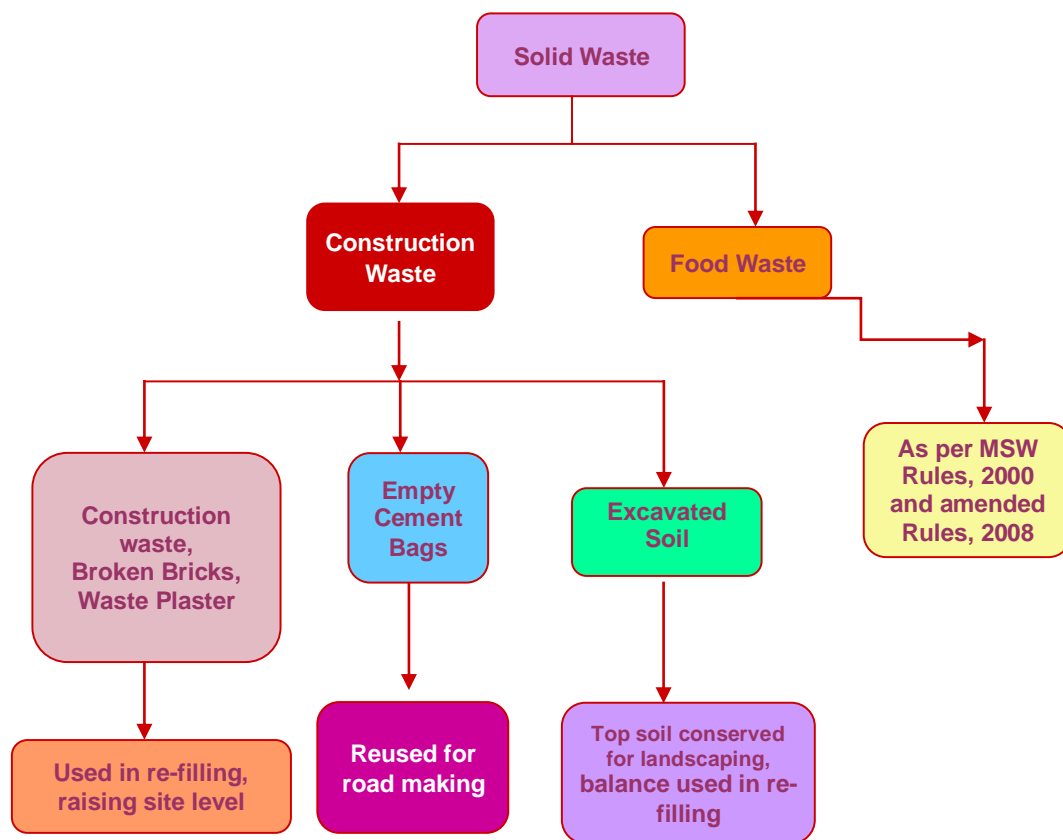 Solid Waste
Construction
Waste
Food Waste
Construction
waste,
Broken Bricks,
Waste Plaster
Empty
Cement
Bags
Excavated
Soil
As per MSW
Rules, 2000
and amended
Rules, 2008
Used in re-filling,
raising site level
Reused for
road making
Top soil conserved
for landscaping,
balance used in re-
filling